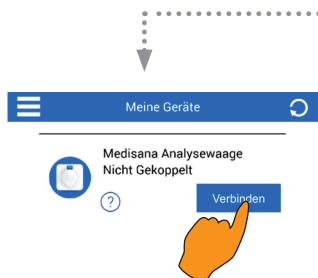 Meine Geräte
Medisana Analysewaage
Nicht Gekoppelt
?
Verbinden